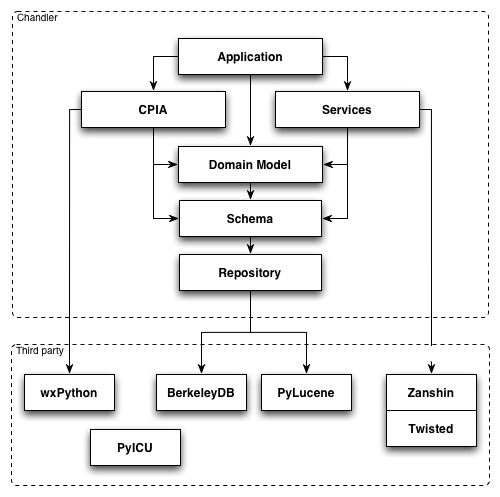 Chandler
Application
CPIA
Services
Domain Model
Schema
Repository
Third party
wxPython
BerkeleyDB
PyLucene
Zanshin
Twisted
PyICU